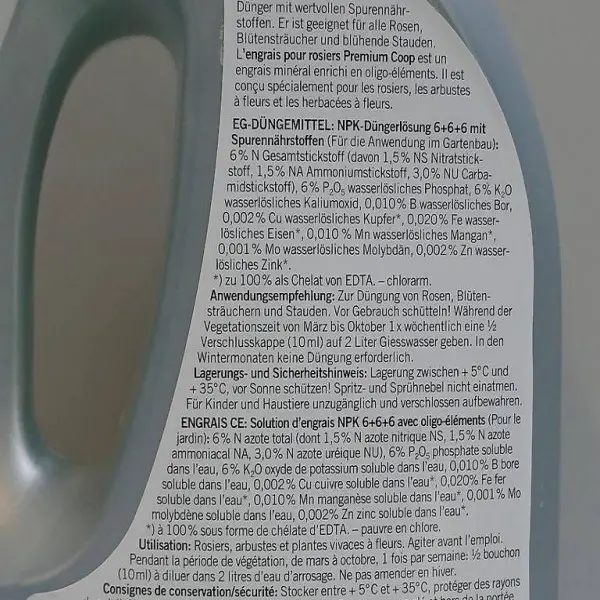 Dünger mit wertvollen Spurennähr-
stoffen. Er ist geeignet für alle Rosen,
Blütensträucher und blühende Stauden.
L'engrais pour rosiers Premium Coop est un
engrais minéral enrichi en oligo-éléments. Il est
conçu spécialement pour les rosiers, les arbustes
à fleurs et les herbacées à fleurs.
EG-DÜNGEMITTEL: NPK-Düngerlösung 6+6+6 mit
Spurennährstoffen (Für die Anwendung im Gartenbau):
6% N Gesamtstickstoff (davon 1,5% NS Nitratstick-
stoff, 1,5% NA Ammoniumstickstoff, 3,0% NU Carba-
midstickstoff), 6% P₂O₅ wasserlösliches Phosphat, 6% K₂O
wasserlösliches Kaliumoxid, 0,010% B wasserlösliches Bor,
0,002% Cu wasserlösliches Kupfer*, 0,020% Fe wasser-
lösliches Eisen*, 0,010 % Mn wasserlösliches Mangan*,
0,001% Mo wasserlösliches Molybdän, 0,002% Zn wasser-
lösliches Zink*.
*) zu 100% als Chelat von EDTA. – chlorarm.
Anwendungsempfehlung: Zur Düngung von Rosen, Blüten-
sträuchern und Stauden. Vor Gebrauch schütteln! Während der
Vegetationszeit von März bis Oktober 1x wöchentlich eine ½
Verschlusskappe (10ml) auf 2 Liter Giesswasser geben. In den
Wintermonaten keine Düngung erforderlich.
Lagerungs- und Sicherheitshinweis: Lagerung zwischen + 5°C und
+ 35°C, vor Sonne schützen! Spritz- und Sprühnebel nicht einatmen.
Für Kinder und Haustiere unzugänglich und verschlossen aufbewahren.
ENGRAIS CE: Solution d'engrais NPK 6+6+6 avec oligo-éléments (Pour le
jardin): 6% N azote total (dont 1,5% N azote nitrique NS, 1,5% N azote
ammoniacal NA, 3,0% N azote uréique NU), 6% P₂O₅ phosphate soluble
dans l'eau, 6% K₂O oxyde de potassium soluble dans l'eau, 0,010% B bore
soluble dans l'eau, 0,002% Cu cuivre soluble dans l'eau*, 0,020% Fe fer
soluble dans l'eau*, 0,010% Mn manganèse soluble dans l'eau*, 0,001% Mo
molybdène soluble dans l'eau, 0,002% Zn zinc soluble dans l'eau*.
*) à 100% sous forme de chélate d'EDTA. – pauvre en chlore.
Utilisation: Rosiers, arbustes et plantes vivaces à fleurs. Agiter avant l'emploi.
Pendant la période de végétation, de mars à octobre, 1 fois par semaine: ½ bouchon
(10ml) à diluer dans 2 litres d'eau d'arrosage. Ne pas amender en hiver.
Consignes de conservation/sécurité: Stocker entre + 5°C et + 35°C, protéger des rayons
et hors de la portée